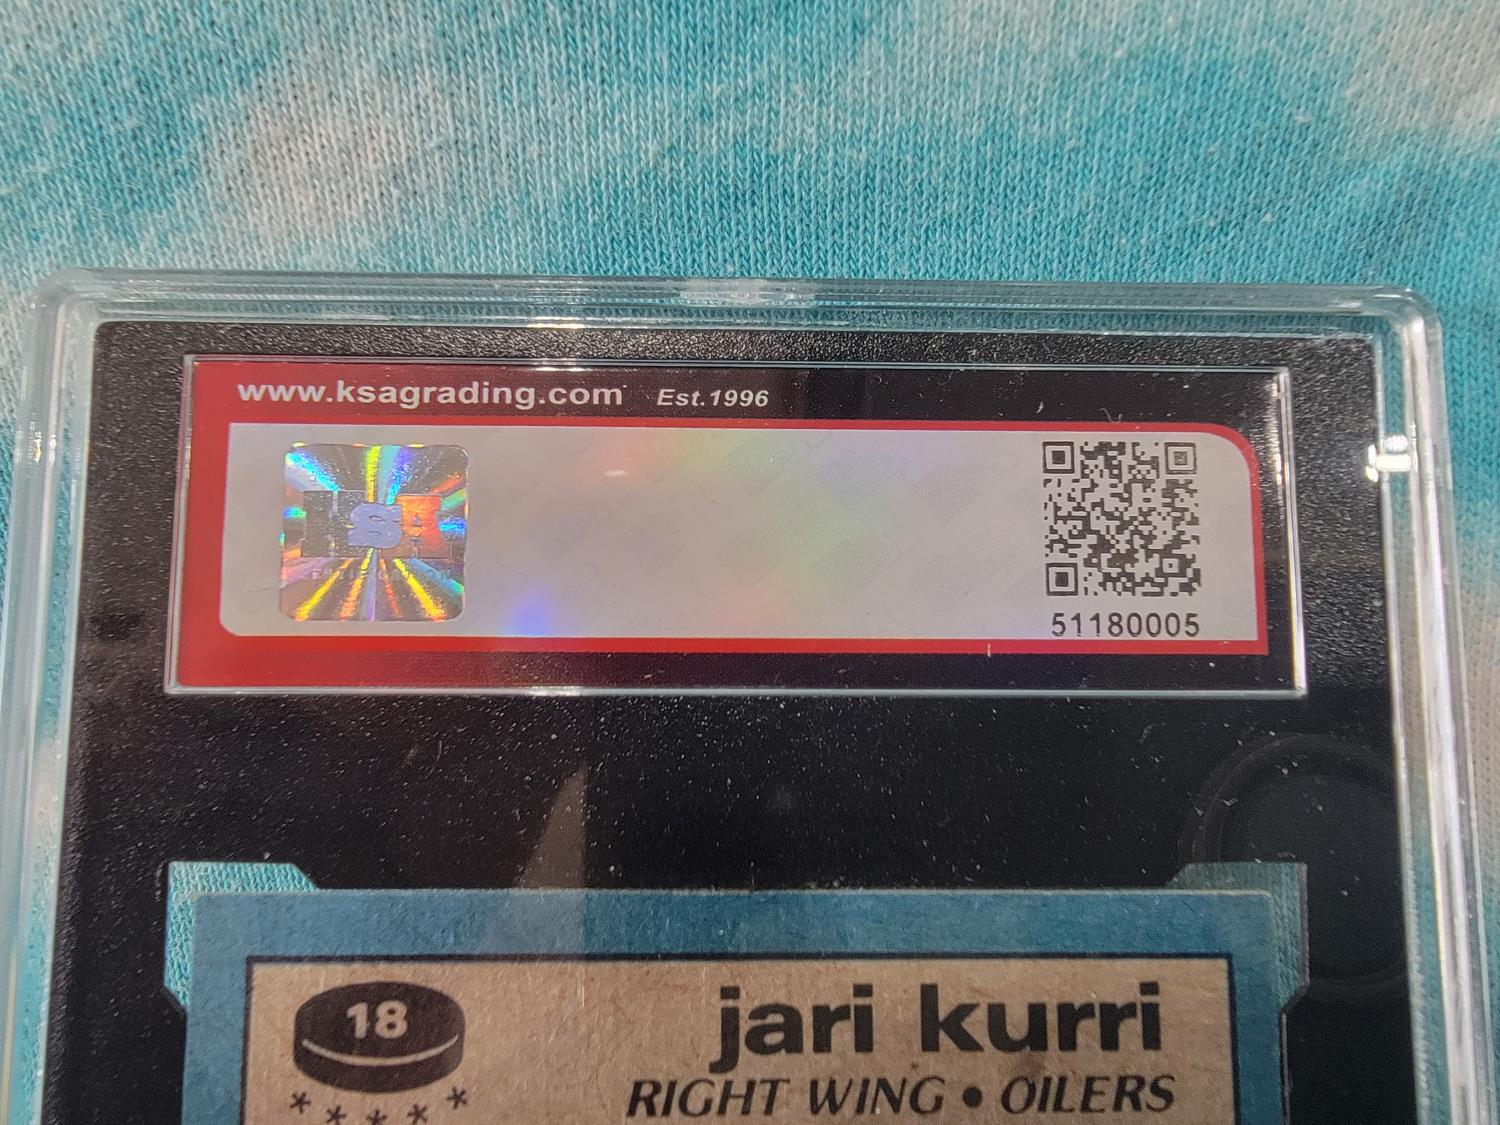 www.ksagrading.com Est.1996
KSA
51180005
18
jari kurri
RIGHT WING • OILERS
* * * * *